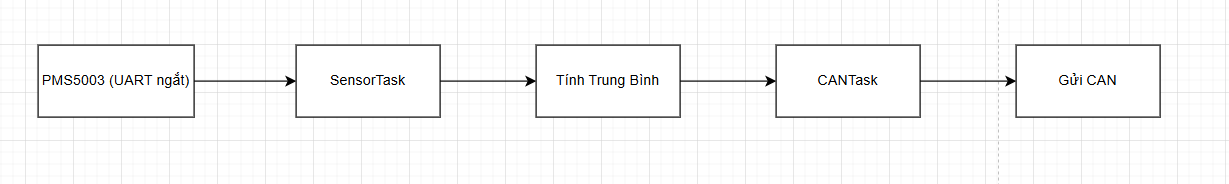 PMS5003 (UART ngắt)
SensorTask
Tính Trung Bình
CANTask
Gửi CAN